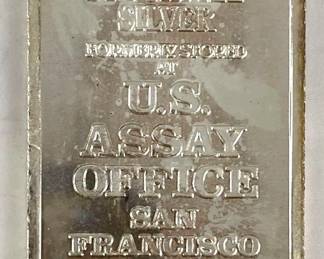 SILVER
FORMERLY STORED
AT
U.S.
ASSAY
OFFICE
SAN
FRANCISCO